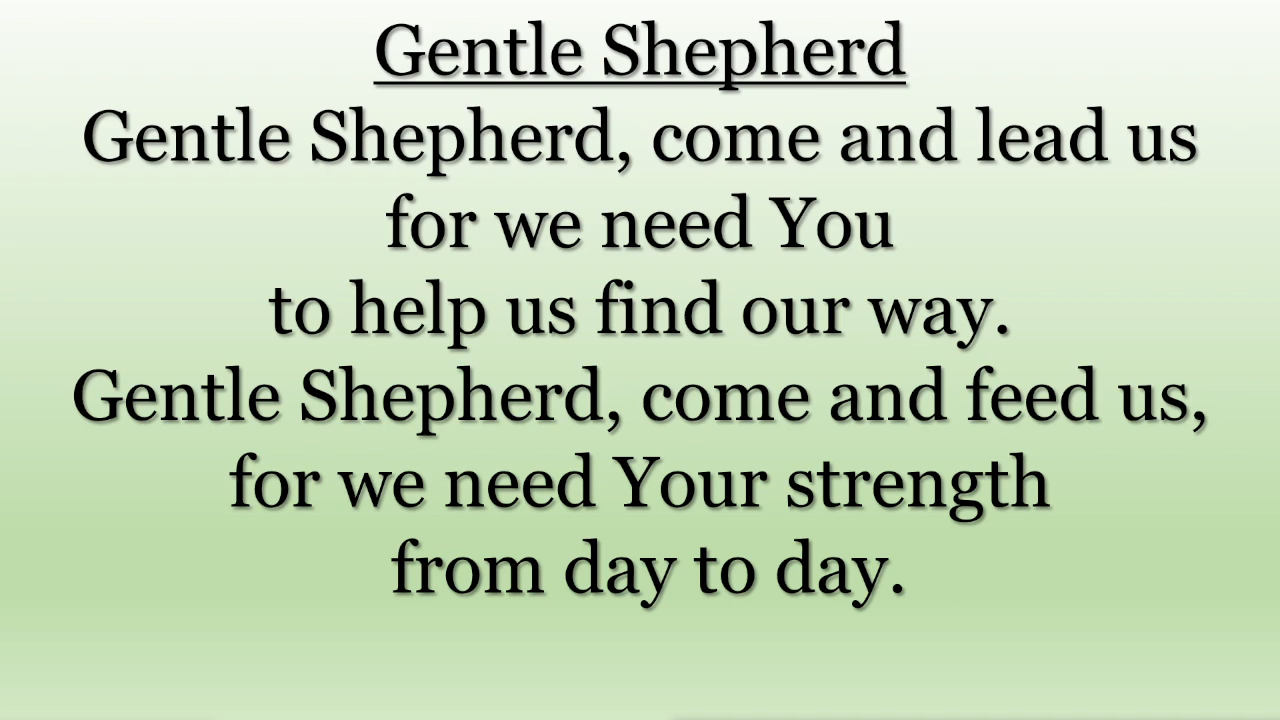 Gentle Shepherd
Gentle Shepherd, come and lead us
for we need You
to help us find our way.
Gentle Shepherd, come and feed us,
for we need Your strength
from day to day.